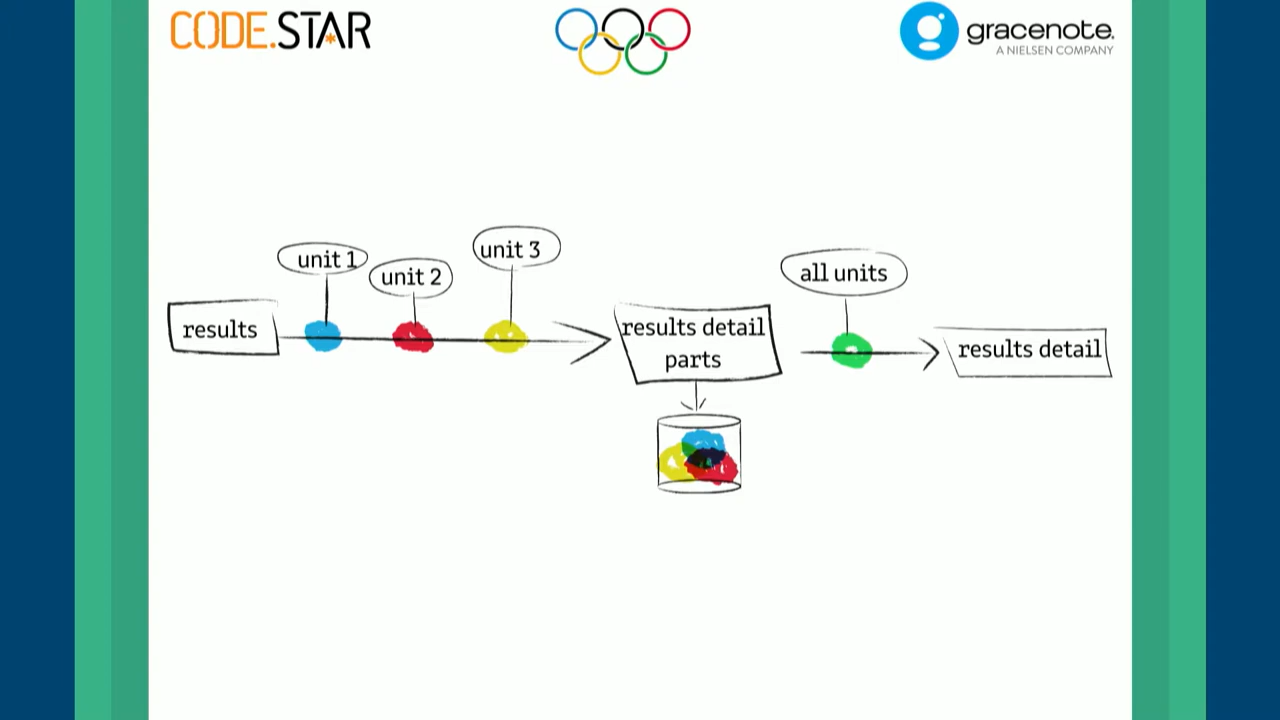 CODE.STAR
gracenote.
A NIELSEN COMPANY
unit 1
unit 2
unit 3
all units
results
results detail
parts
results detail